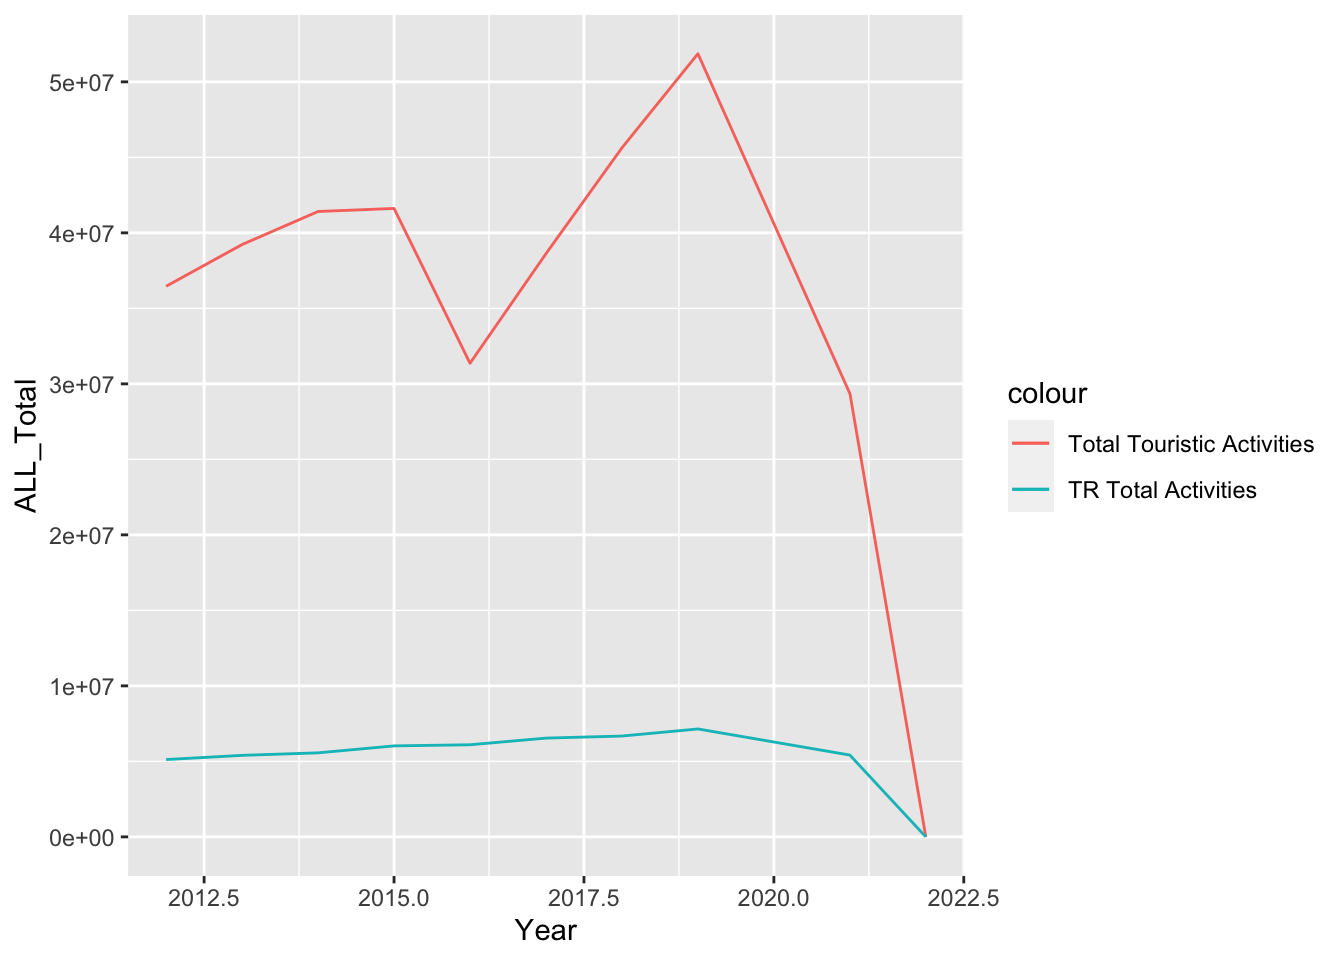 5e+07
4e+07
3e+07
2e+07
1e+07
0e+00
ALL_Total
2012.5 2015.0 2017.5 2020.0 2022.5
Year
colour
Total Touristic Activities
TR Total Activities